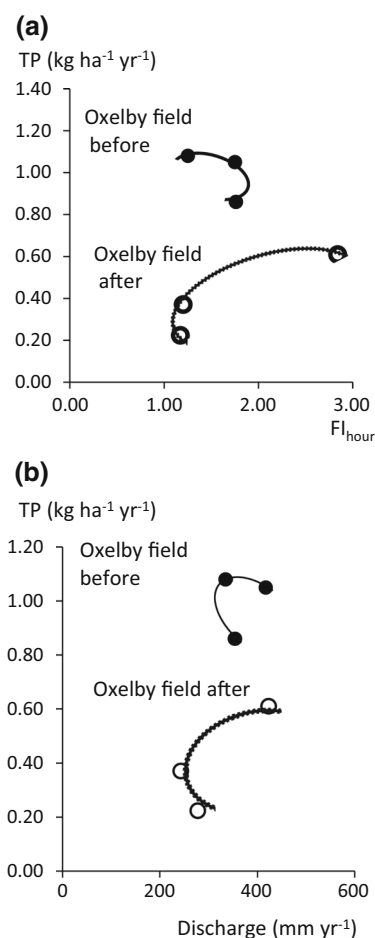 (a)
TP (kg ha⁻¹ yr⁻¹)
1.40
Oxelby field
before
1.20
1.00
0.80
Oxelby field
after
0.60
0.40
0.20
0.00
0.00 1.00 2.00 3.00
FI_hour
(b)
TP (kg ha⁻¹ yr⁻¹)
1.20
Oxelby field
before
1.00
0.80
Oxelby field after
0.60
0.40
0.20
0.00
0 200 400 600
Discharge (mm yr⁻¹)